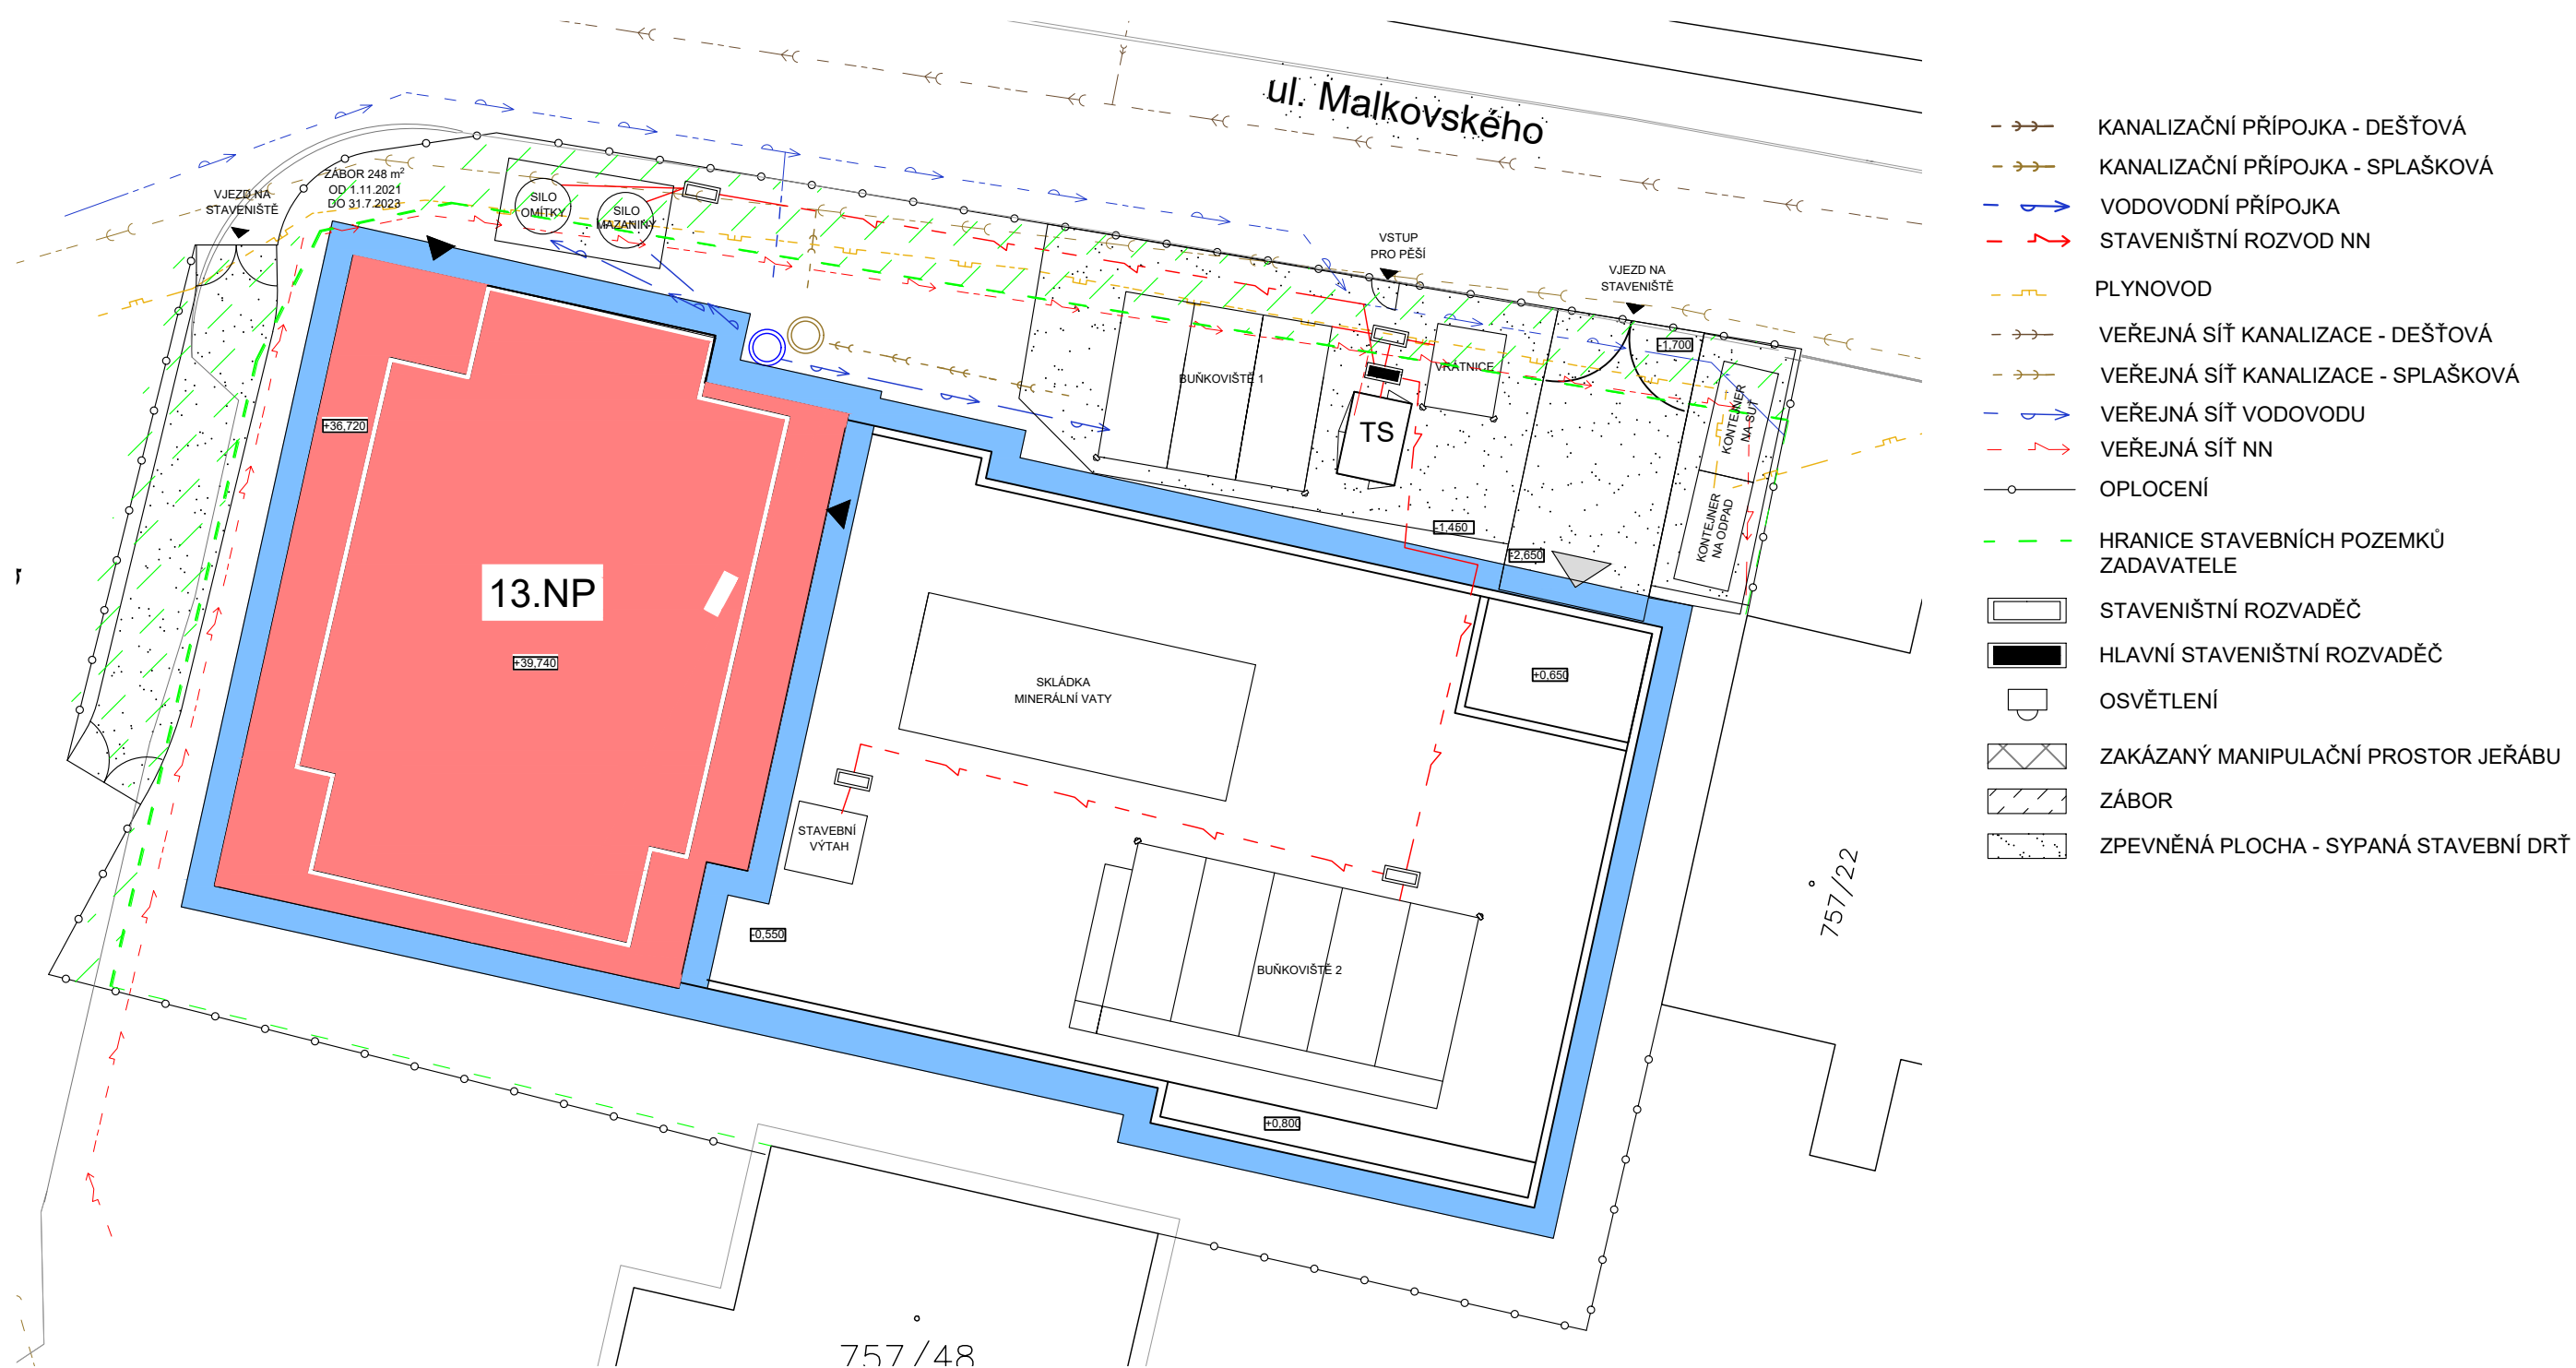 ul. Malkovského
ZÁBOR 248 m²
OD 1.11.2021
DO 31.7.2023
VJEZD NA
STAVENIŠTĚ
SILO
OMÍTKY
SILO
MAZANINY
VSTUP
PRO PĚŠÍ
VJEZD NA
STAVENIŠTĚ
-1,700
BUŇKOVIŠTĚ 1
VRÁTNICE
KONTEJNER
NA SUŤ
TS
+36,720
KONTEJNER
NA ODPAD
-1,450
-2,650
13.NP
+39,740
SKLÁDKA
MINERÁLNÍ VATY
+0,650
STAVEBNÍ
VÝTAH
-0,550
BUŇKOVIŠTĚ 2
+0,800
757/22
757/48
KANALIZAČNÍ PŘÍPOJKA - DEŠŤOVÁ
KANALIZAČNÍ PŘÍPOJKA - SPLAŠKOVÁ
VODOVODNÍ PŘÍPOJKA
STAVENIŠTNÍ ROZVOD NN
PLYNOVOD
VEŘEJNÁ SÍŤ KANALIZACE - DEŠŤOVÁ
VEŘEJNÁ SÍŤ KANALIZACE - SPLAŠKOVÁ
VEŘEJNÁ SÍŤ VODOVODU
VEŘEJNÁ SÍŤ NN
OPLOCENÍ
HRANICE STAVEBNÍCH POZEMKŮ
ZADAVATELE
STAVENIŠTNÍ ROZVADĚČ
HLAVNÍ STAVENIŠTNÍ ROZVADĚČ
OSVĚTLENÍ
ZAKÁZANÝ MANIPULAČNÍ PROSTOR JEŘÁBU
ZÁBOR
ZPEVNĚNÁ PLOCHA - SYPANÁ STAVEBNÍ DRŤ